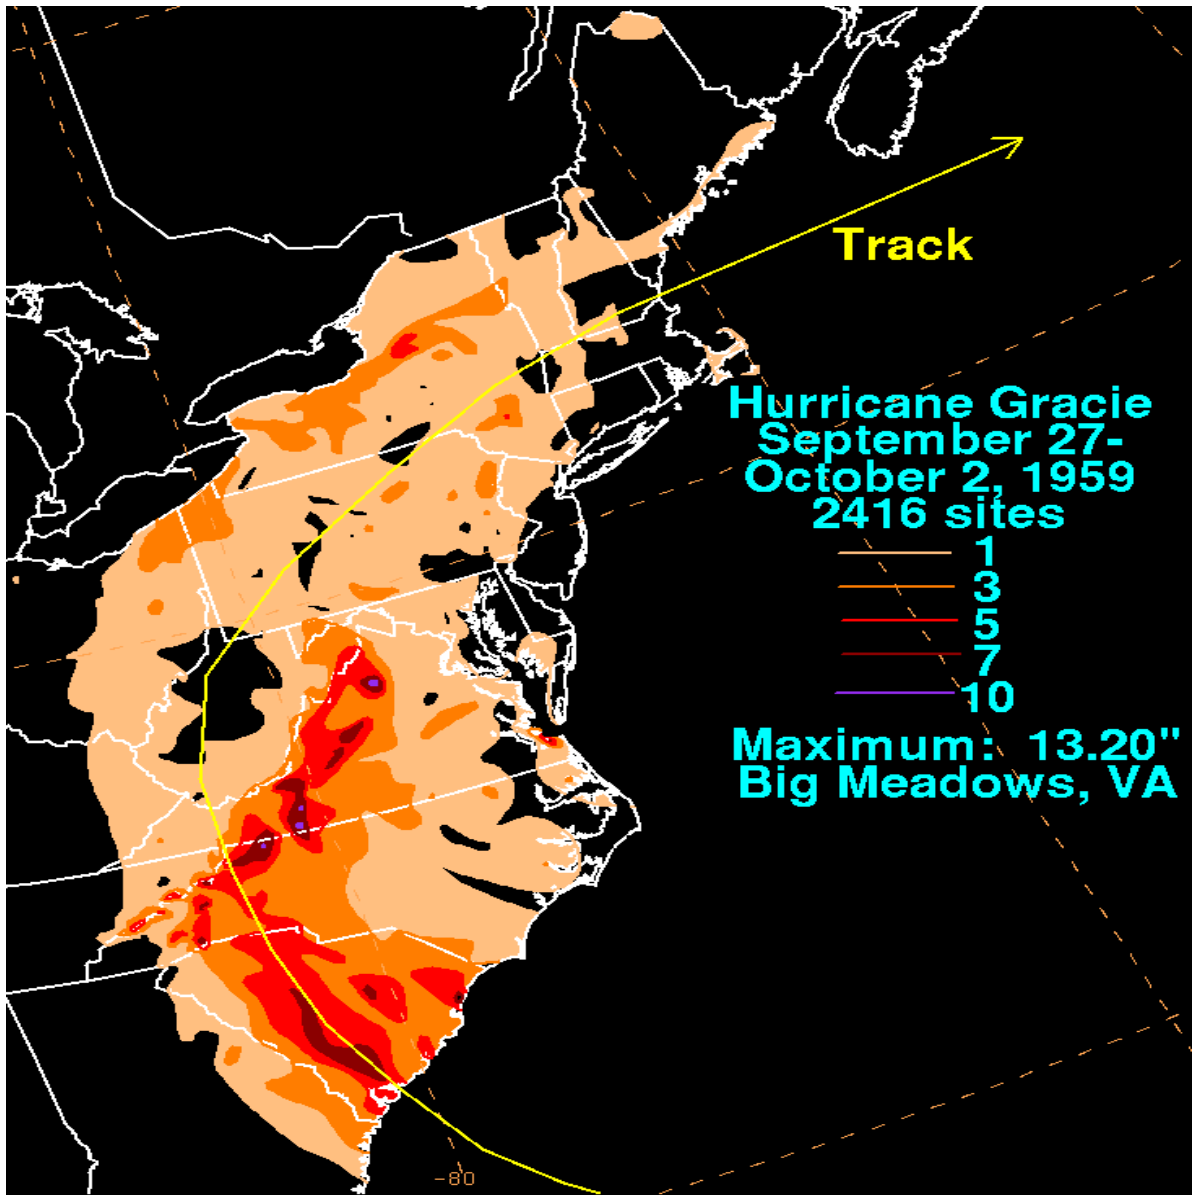 Track
Hurricane Gracie
September 27-
October 2, 1959
2416 sites
1
3
5
7
10
Maximum: 13.20"
Big Meadows, VA
-80